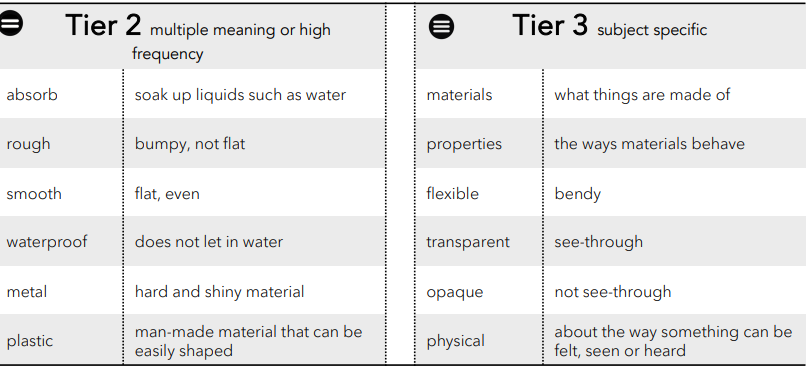 Tier 2 multiple meaning or high
frequency
absorb soak up liquids such as water
rough bumpy, not flat
smooth flat, even
waterproof does not let in water
metal hard and shiny material
plastic man-made material that can be
easily shaped
Tier 3 subject specific
materials what things are made of
properties the ways materials behave
flexible bendy
transparent see-through
opaque not see-through
physical about the way something can be
felt, seen or heard